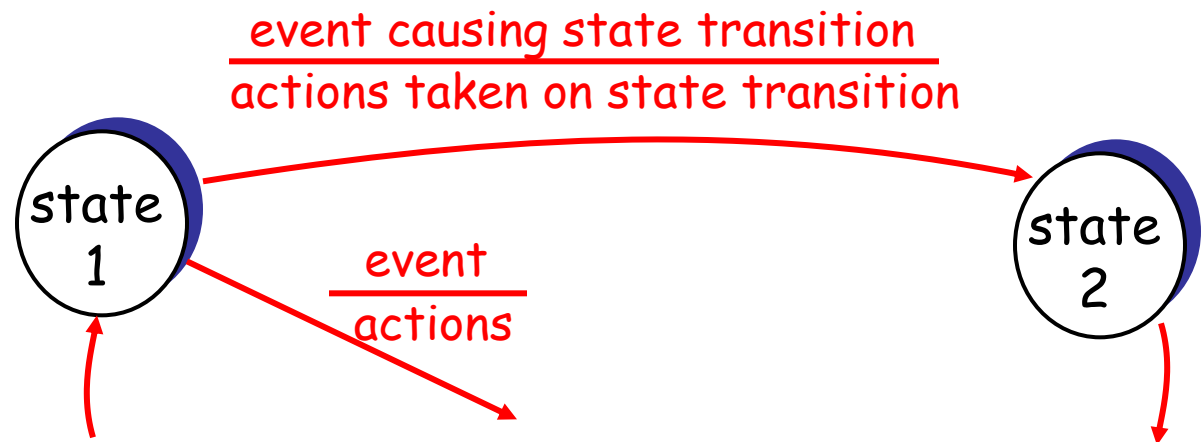 event causing state transition
actions taken on state transition
state
1
event
actions
state
2